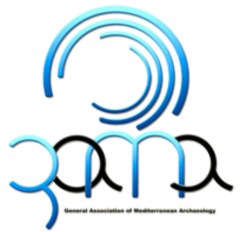 gama
General Association of Mediterranean Archaeology